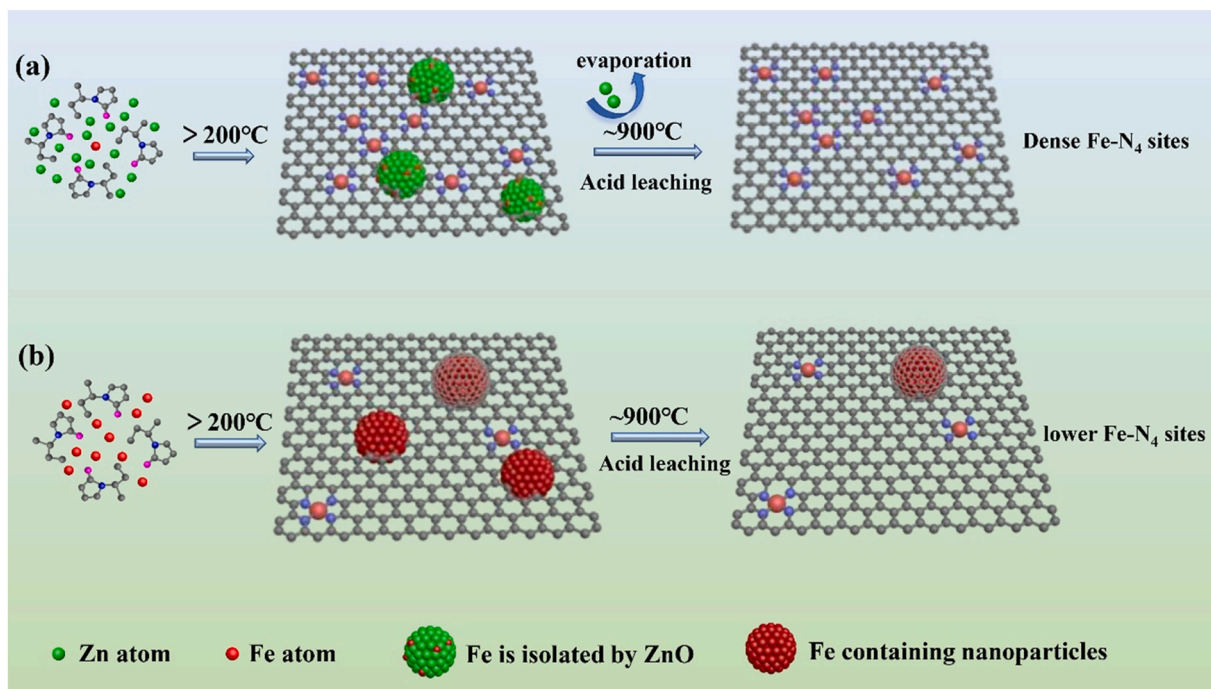 (a)
> 200°C
evaporation
~900°C
Acid leaching
Dense Fe-N₄ sites
(b)
> 200°C
~900°C
Acid leaching
lower Fe-N₄ sites
Zn atom
Fe atom
Fe is isolated by ZnO
Fe containing nanoparticles